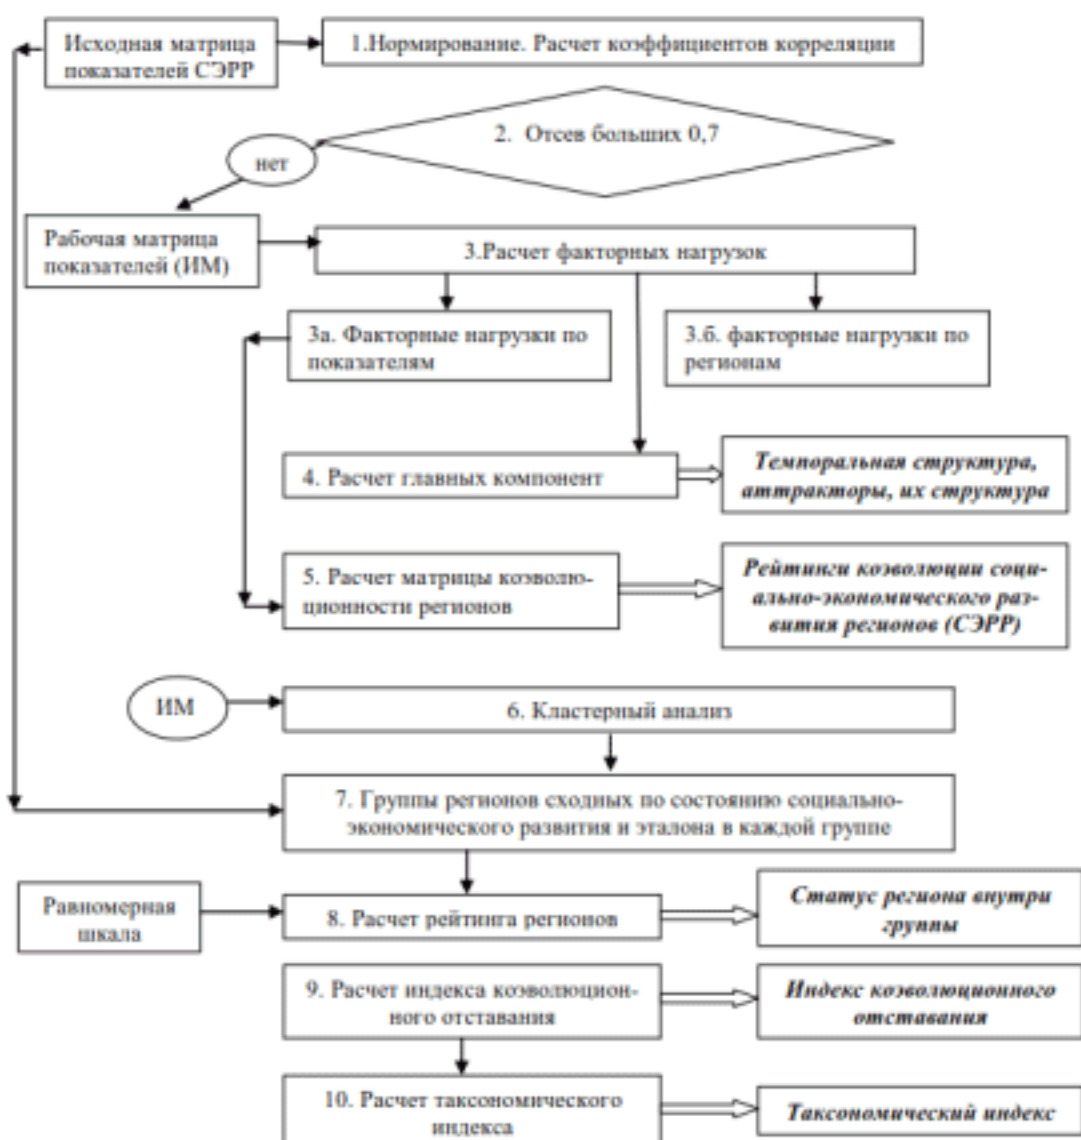 Исходная матрица
показателей СЭРР
1.Нормирование. Расчет коэффициентов корреляции
2. Отсев больших 0,7
нет
Рабочая матрица
показателей (ИМ)
3.Расчет факторных нагрузок
3а. Факторные нагрузки по
показателям
3.б. факторные нагрузки по
регионам
4. Расчет главных компонент
Темпоральная структура,
аттракторы, их структура
5. Расчет матрицы коэволю-
ционности регионов
Рейтинги коэволюции соци-
ально-экономического раз-
вития регионов (СЭРР)
ИМ
6. Кластерный анализ
7. Группы регионов сходных по состоянию социально-
экономического развития и эталона в каждой группе
Равномерная
шкала
8. Расчет рейтинга регионов
Статус региона внутри
группы
9. Расчет индекса коэволюцион-
ного отставания
Индекс коэволюционного
отставания
10. Расчет таксономического
индекса
Таксономический индекс